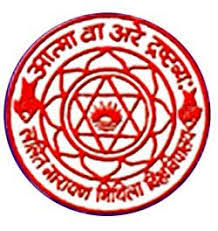 आत्मा वा अरे द्रष्टव्यः
ललित नारायण मिथिला विश्वविद्यालय